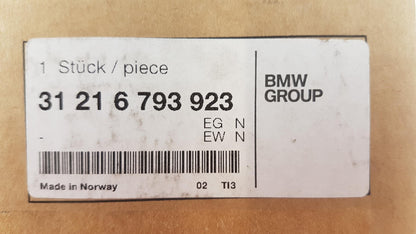 1 Stück / piece
31 21 6 793 923
EG N
- EW N
Made in Norway 02 TI3
BMW
GROUP